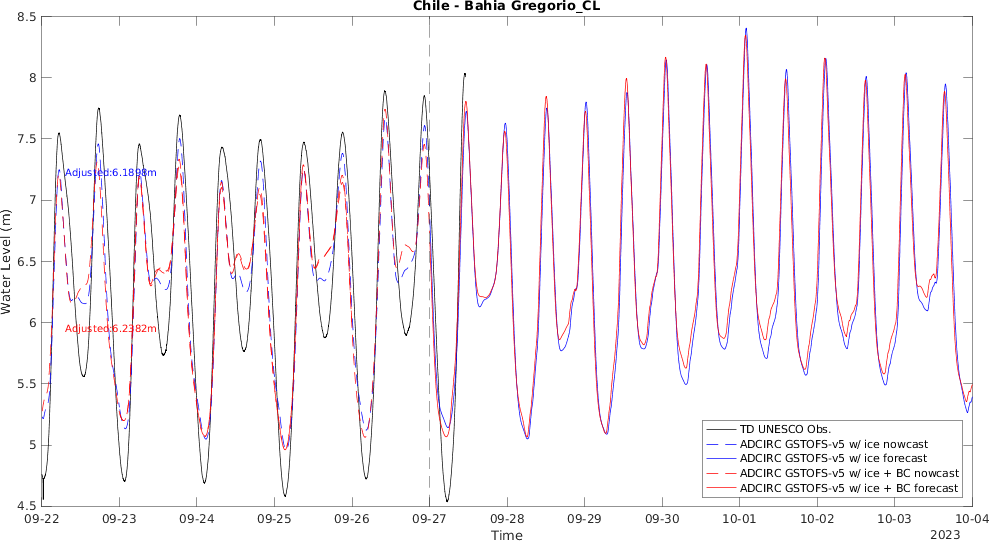 Chile - Bahia Gregorio_CL
8.5
8
7.5
7
6.5
6
5.5
5
4.5
Water Level (m)
Adjusted:6.1898m
Adjusted:6.2382m
TD UNESCO Obs.
ADCIRC GSTOFS-v5 w/ ice nowcast
ADCIRC GSTOFS-v5 w/ ice forecast
ADCIRC GSTOFS-v5 w/ ice + BC nowcast
ADCIRC GSTOFS-v5 w/ ice + BC forecast
09-22 09-23 09-24 09-25 09-26 09-27 09-28 09-29 09-30 10-01 10-02 10-03 10-04
Time
2023